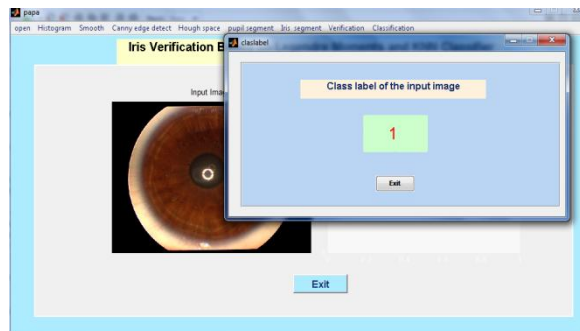 papa
open Histogram Smooth Canny edge detect Hough space pupil segment Iris segment Verification Classification
Iris Verification B
claslabel
Input Ima
Class label of the input image
1
Exit
Exit